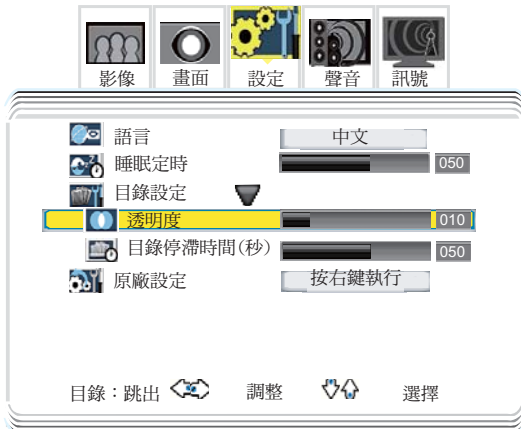 影像 畫面 設定 聲音 訊號
語言 中文
睡眠定時 050
目錄設定
透明度 010
目錄停滯時間(秒) 050
原廠設定 按右鍵執行
目錄：跳出 調整 選擇